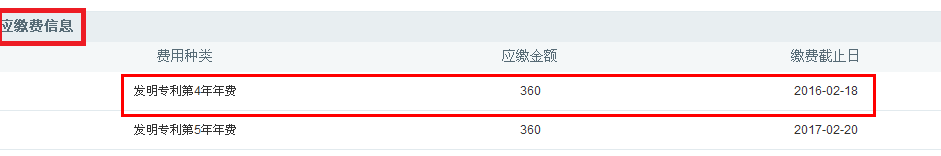 应缴费信息
费用种类 应缴金额 缴费截止日
发明专利第4年年费 360 2016-02-18
发明专利第5年年费 360 2017-02-20